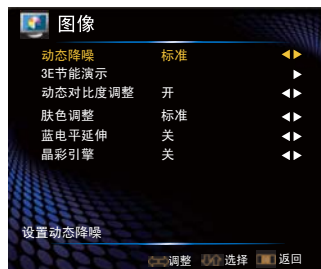 图像
动态降噪 标准
3E节能演示
动态对比度调整 开
肤色调整 标准
蓝电平延伸 关
晶彩引擎 关
设置动态降噪
调整 选择 返回